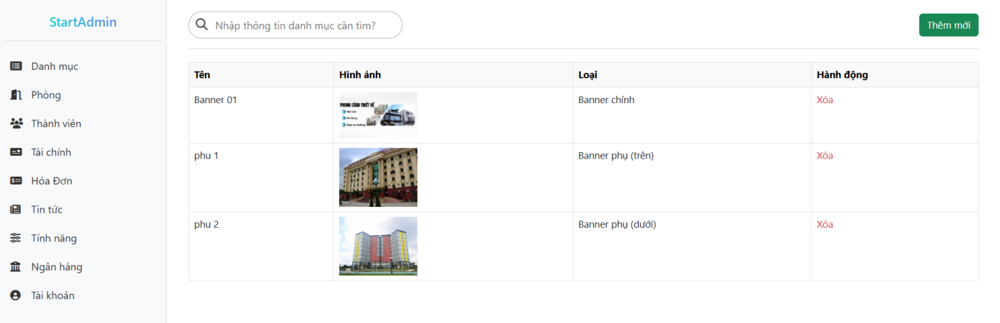 StartAdmin
Danh mục
Phòng
Thành viên
Tài chính
Hóa Đơn
Tin tức
Tính năng
Ngân hàng
Tài khoản
Nhập thông tin danh mục cần tìm?
Thêm mới
Tên Hình ảnh Loại Hành động
Banner 01 Banner chính Xóa
PHONG CÁCH THIẾT KẾ
phu 1 Banner phụ (trên) Xóa
phu 2 Banner phụ (dưới) Xóa